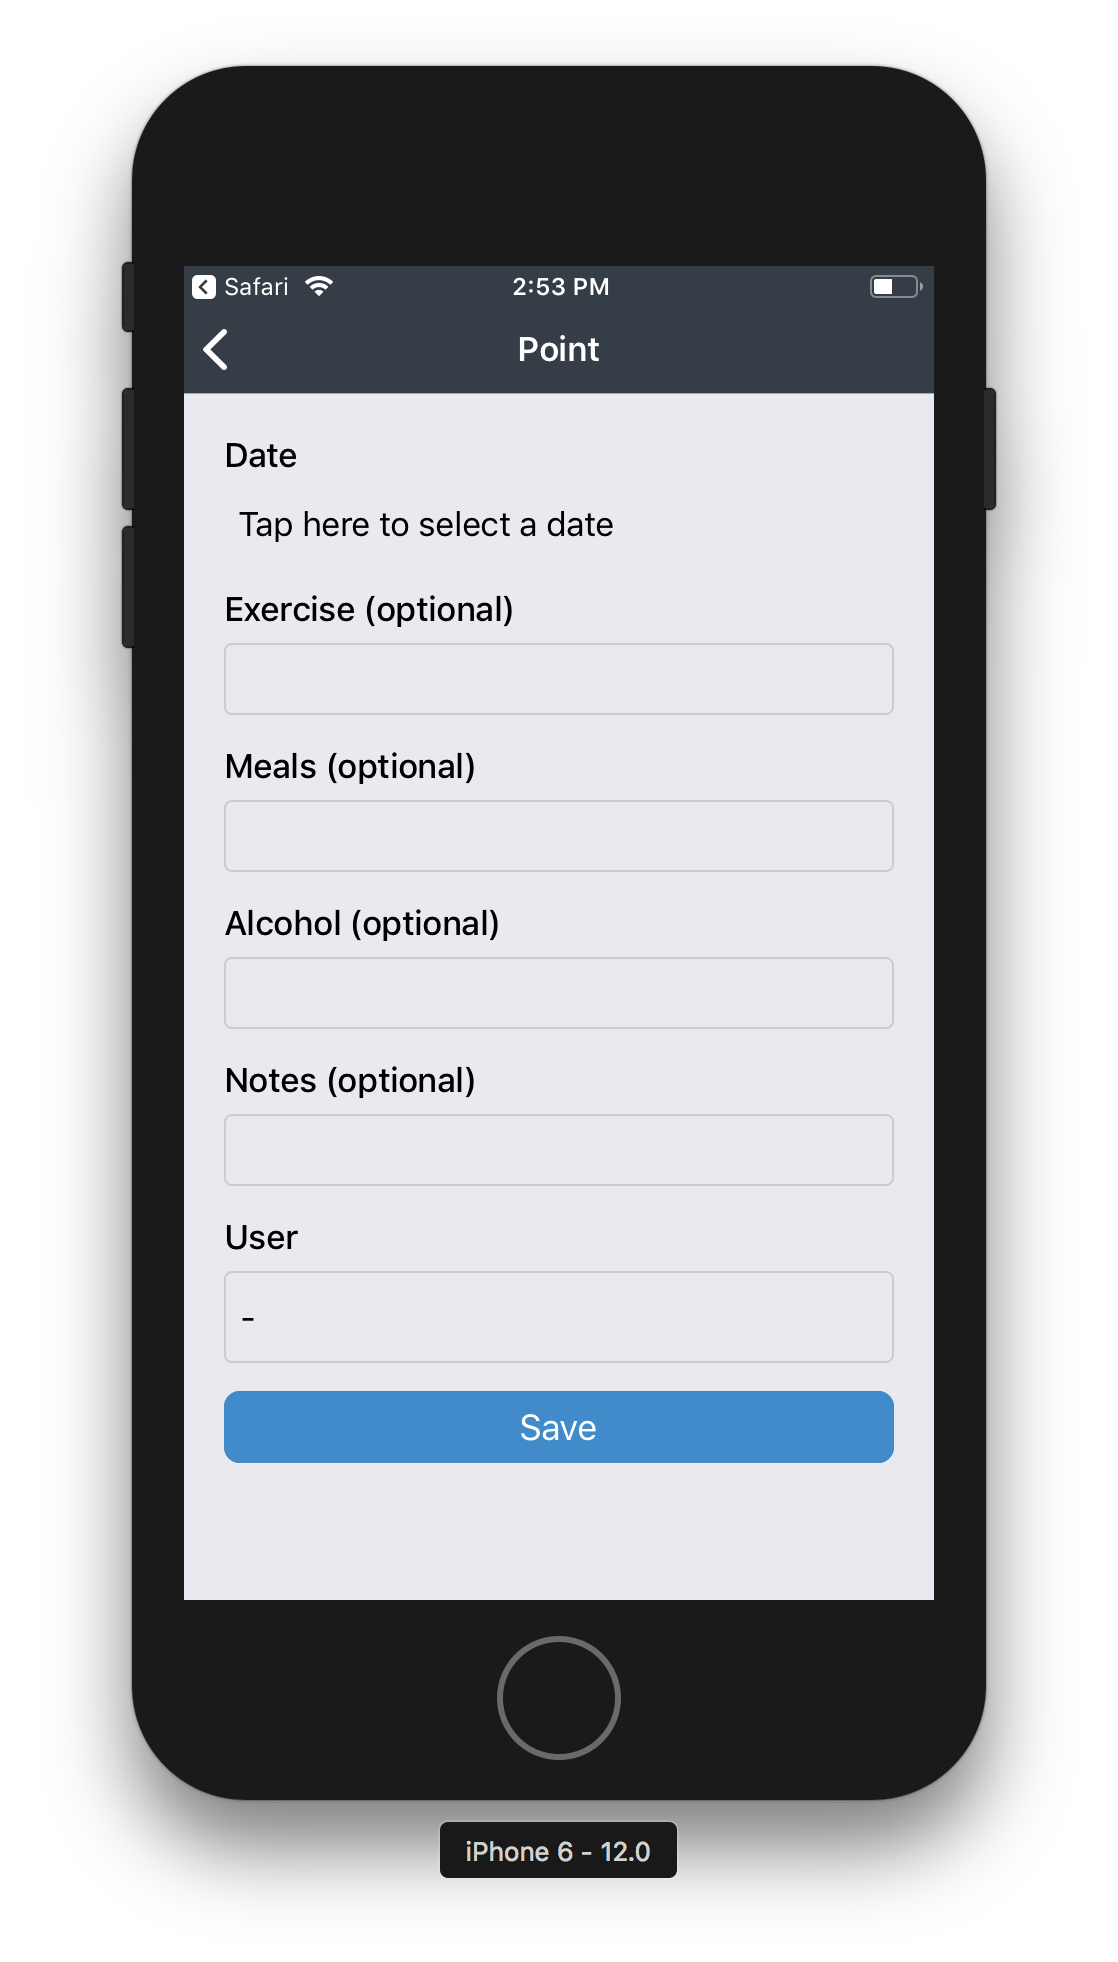 Safari 2:53 PM
Point
Date
Tap here to select a date
Exercise (optional)
Meals (optional)
Alcohol (optional)
Notes (optional)
User
-
Save
iPhone 6 - 12.0